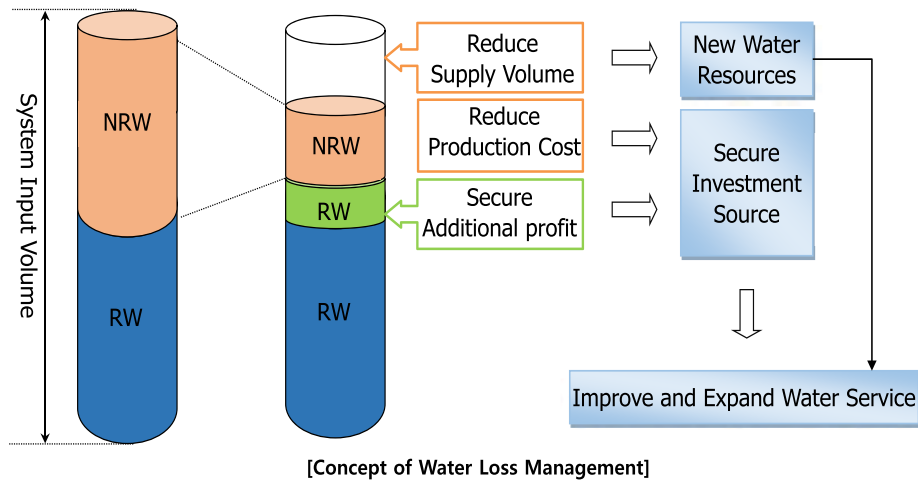 System Input Volume
NRW
RW
NRW
RW
RW
Reduce
Supply Volume
Reduce
Production Cost
Secure
Additional profit
New Water
Resources
Secure
Investment
Source
Improve and Expand Water Service
[Concept of Water Loss Management]